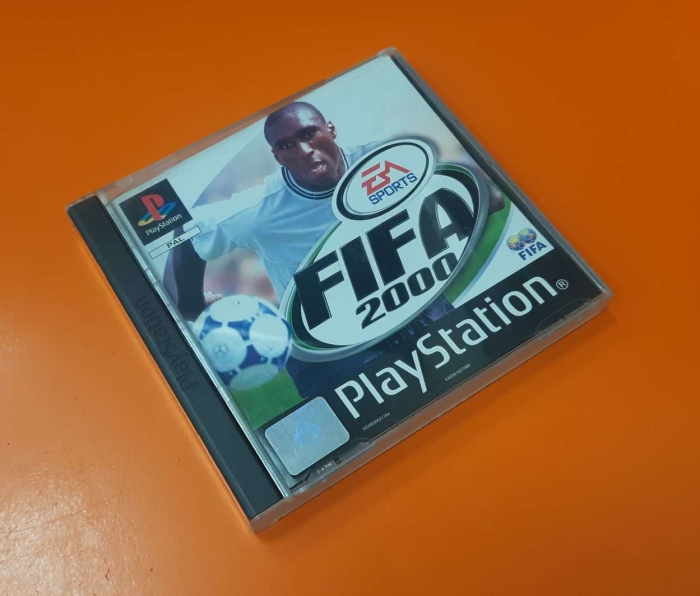 PlayStation
PAL
EA
SPORTS
FIFA
2000
FIFA
PlayStation®
PlayStation